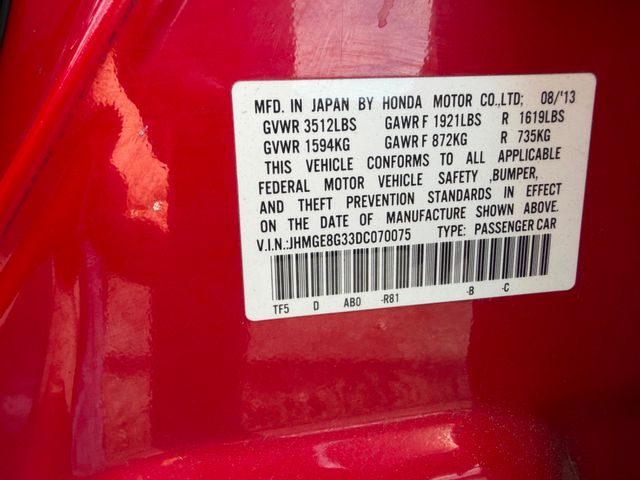 MFD. IN JAPAN BY HONDA MOTOR CO.,LTD; 08/'13
GVWR 3512LBS GAWR F 1921LBS R 1619LBS
GVWR 1594KG GAWR F 872KG R 735KG
THIS VEHICLE CONFORMS TO ALL APPLICABLE
FEDERAL MOTOR VEHICLE SAFETY ,BUMPER,
AND THEFT PREVENTION STANDARDS IN EFFECT
ON THE DATE OF MANUFACTURE SHOWN ABOVE.
V.I.N.:JHMGE8G33DC070075 TYPE: PASSENGER CAR
TF5 D AB0 -R81 -B -C